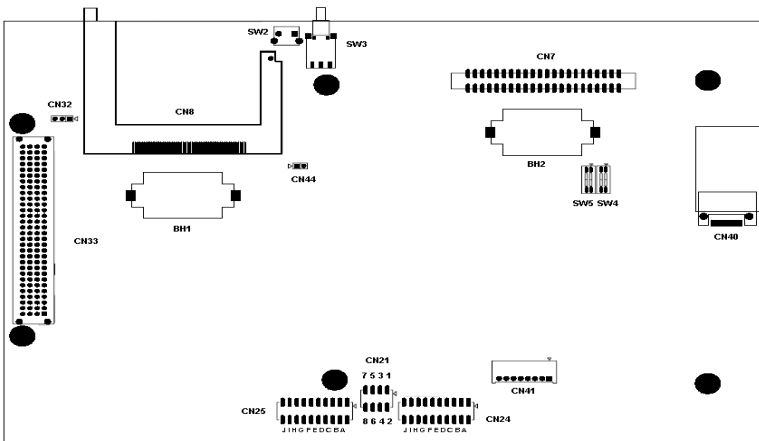 SW2
SW3
CN7
CN32
CN8
BH2
CN44
SW5 SW4
BH1
CN33
CN40
CN21
7 5 3 1
CN41
CN25
8 6 4 2
CN24
J I H G F E D C B A
J I H G F E D C B A